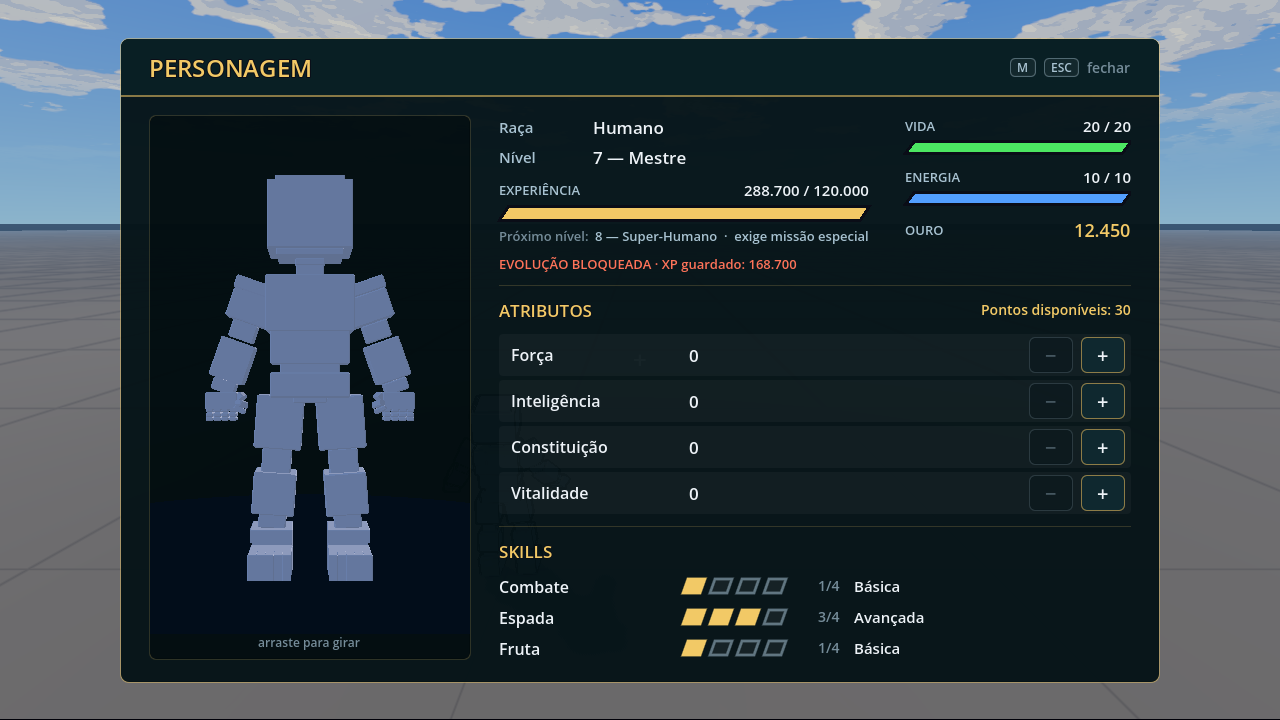 PERSONAGEM
M ESC fechar
Raça Humano
Nível 7 — Mestre
EXPERIÊNCIA 288.700 / 120.000
Próximo nível: 8 — Super-Humano · exige missão especial
EVOLUÇÃO BLOQUEADA · XP guardado: 168.700
VIDA 20 / 20
ENERGIA 10 / 10
OURO 12.450
ATRIBUTOS Pontos disponíveis: 30
Força 0 − +
Inteligência 0 − +
Constituição 0 − +
Vitalidade 0 − +
SKILLS
Combate 1/4 Básica
Espada 3/4 Avançada
Fruta 1/4 Básica
arraste para girar